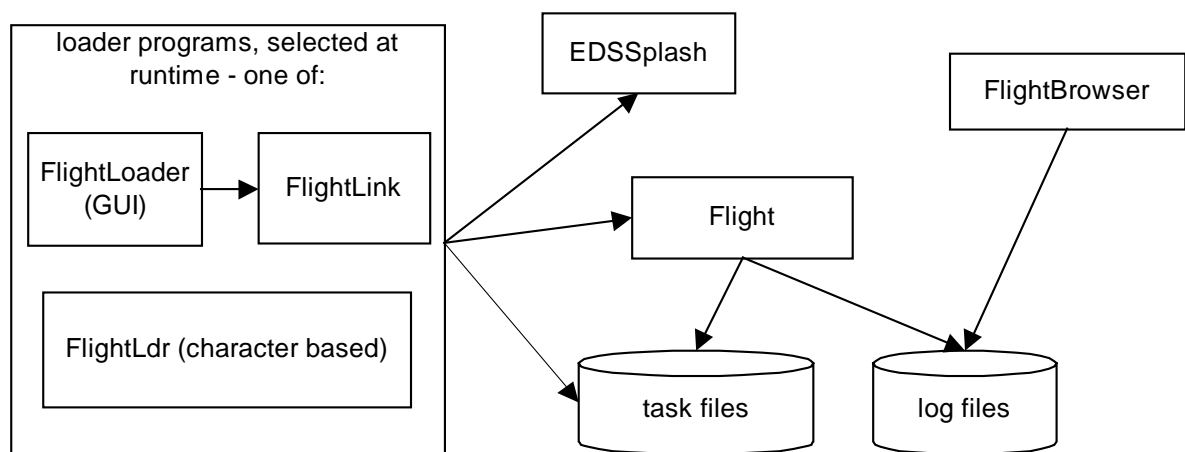 loader programs, selected at
runtime - one of:
EDSSplash
FlightBrowser
FlightLoader
(GUI)
FlightLink
Flight
FlightLdr (character based)
task files
log files